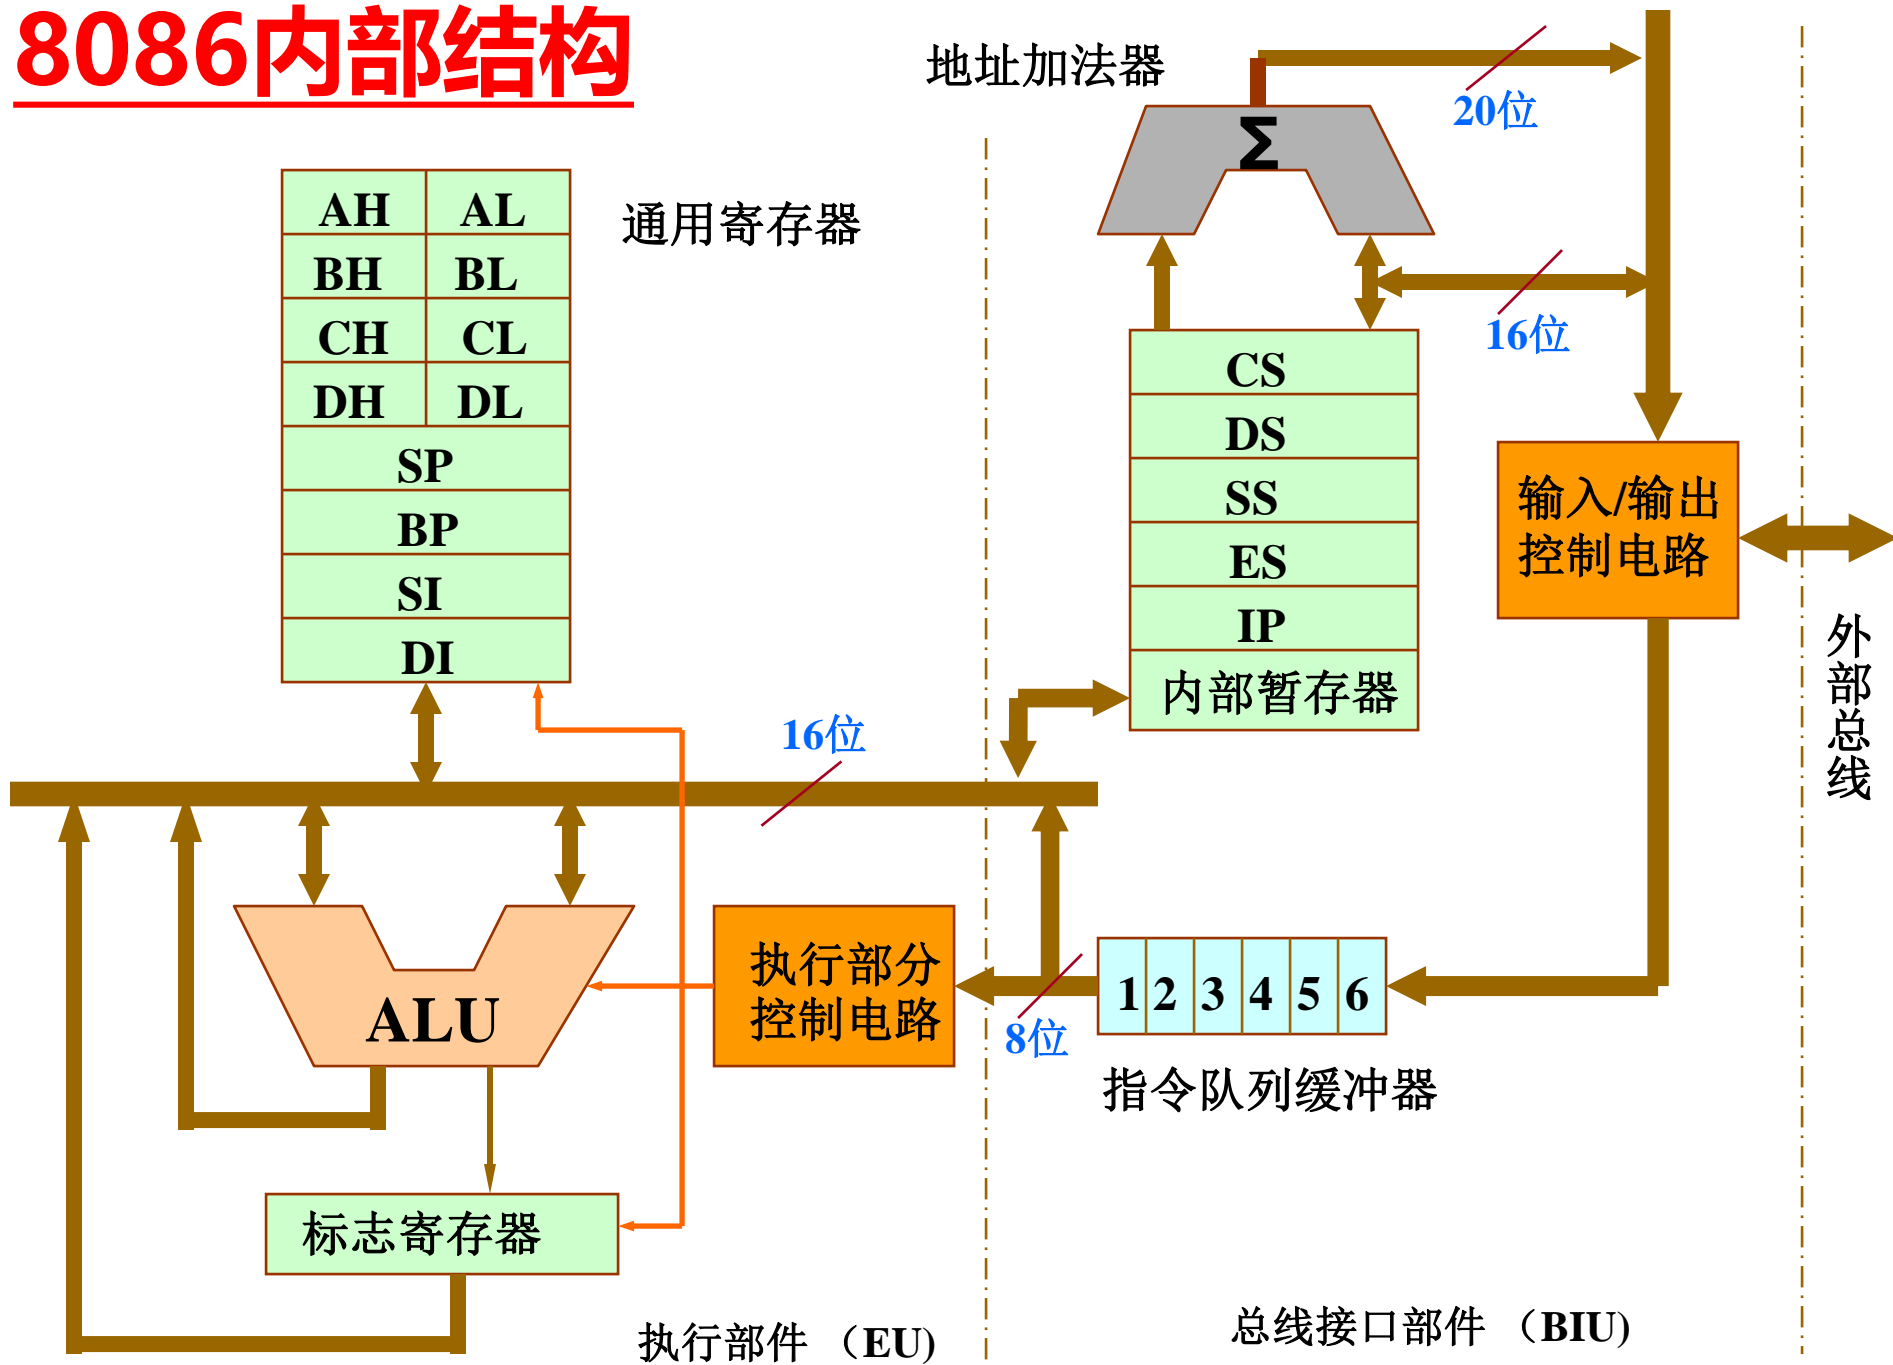 8086内部结构
地址加法器
Σ
20位
AH AL
BH BL
CH CL
DH DL
SP
BP
SI
DI
通用寄存器
16位
CS
DS
SS
ES
IP
内部暂存器
输入/输出
控制电路
外部总线
16位
ALU
执行部分
控制电路
8位
1 2 3 4 5 6
指令队列缓冲器
标志寄存器
执行部件 （EU)
总线接口部件 （BIU)